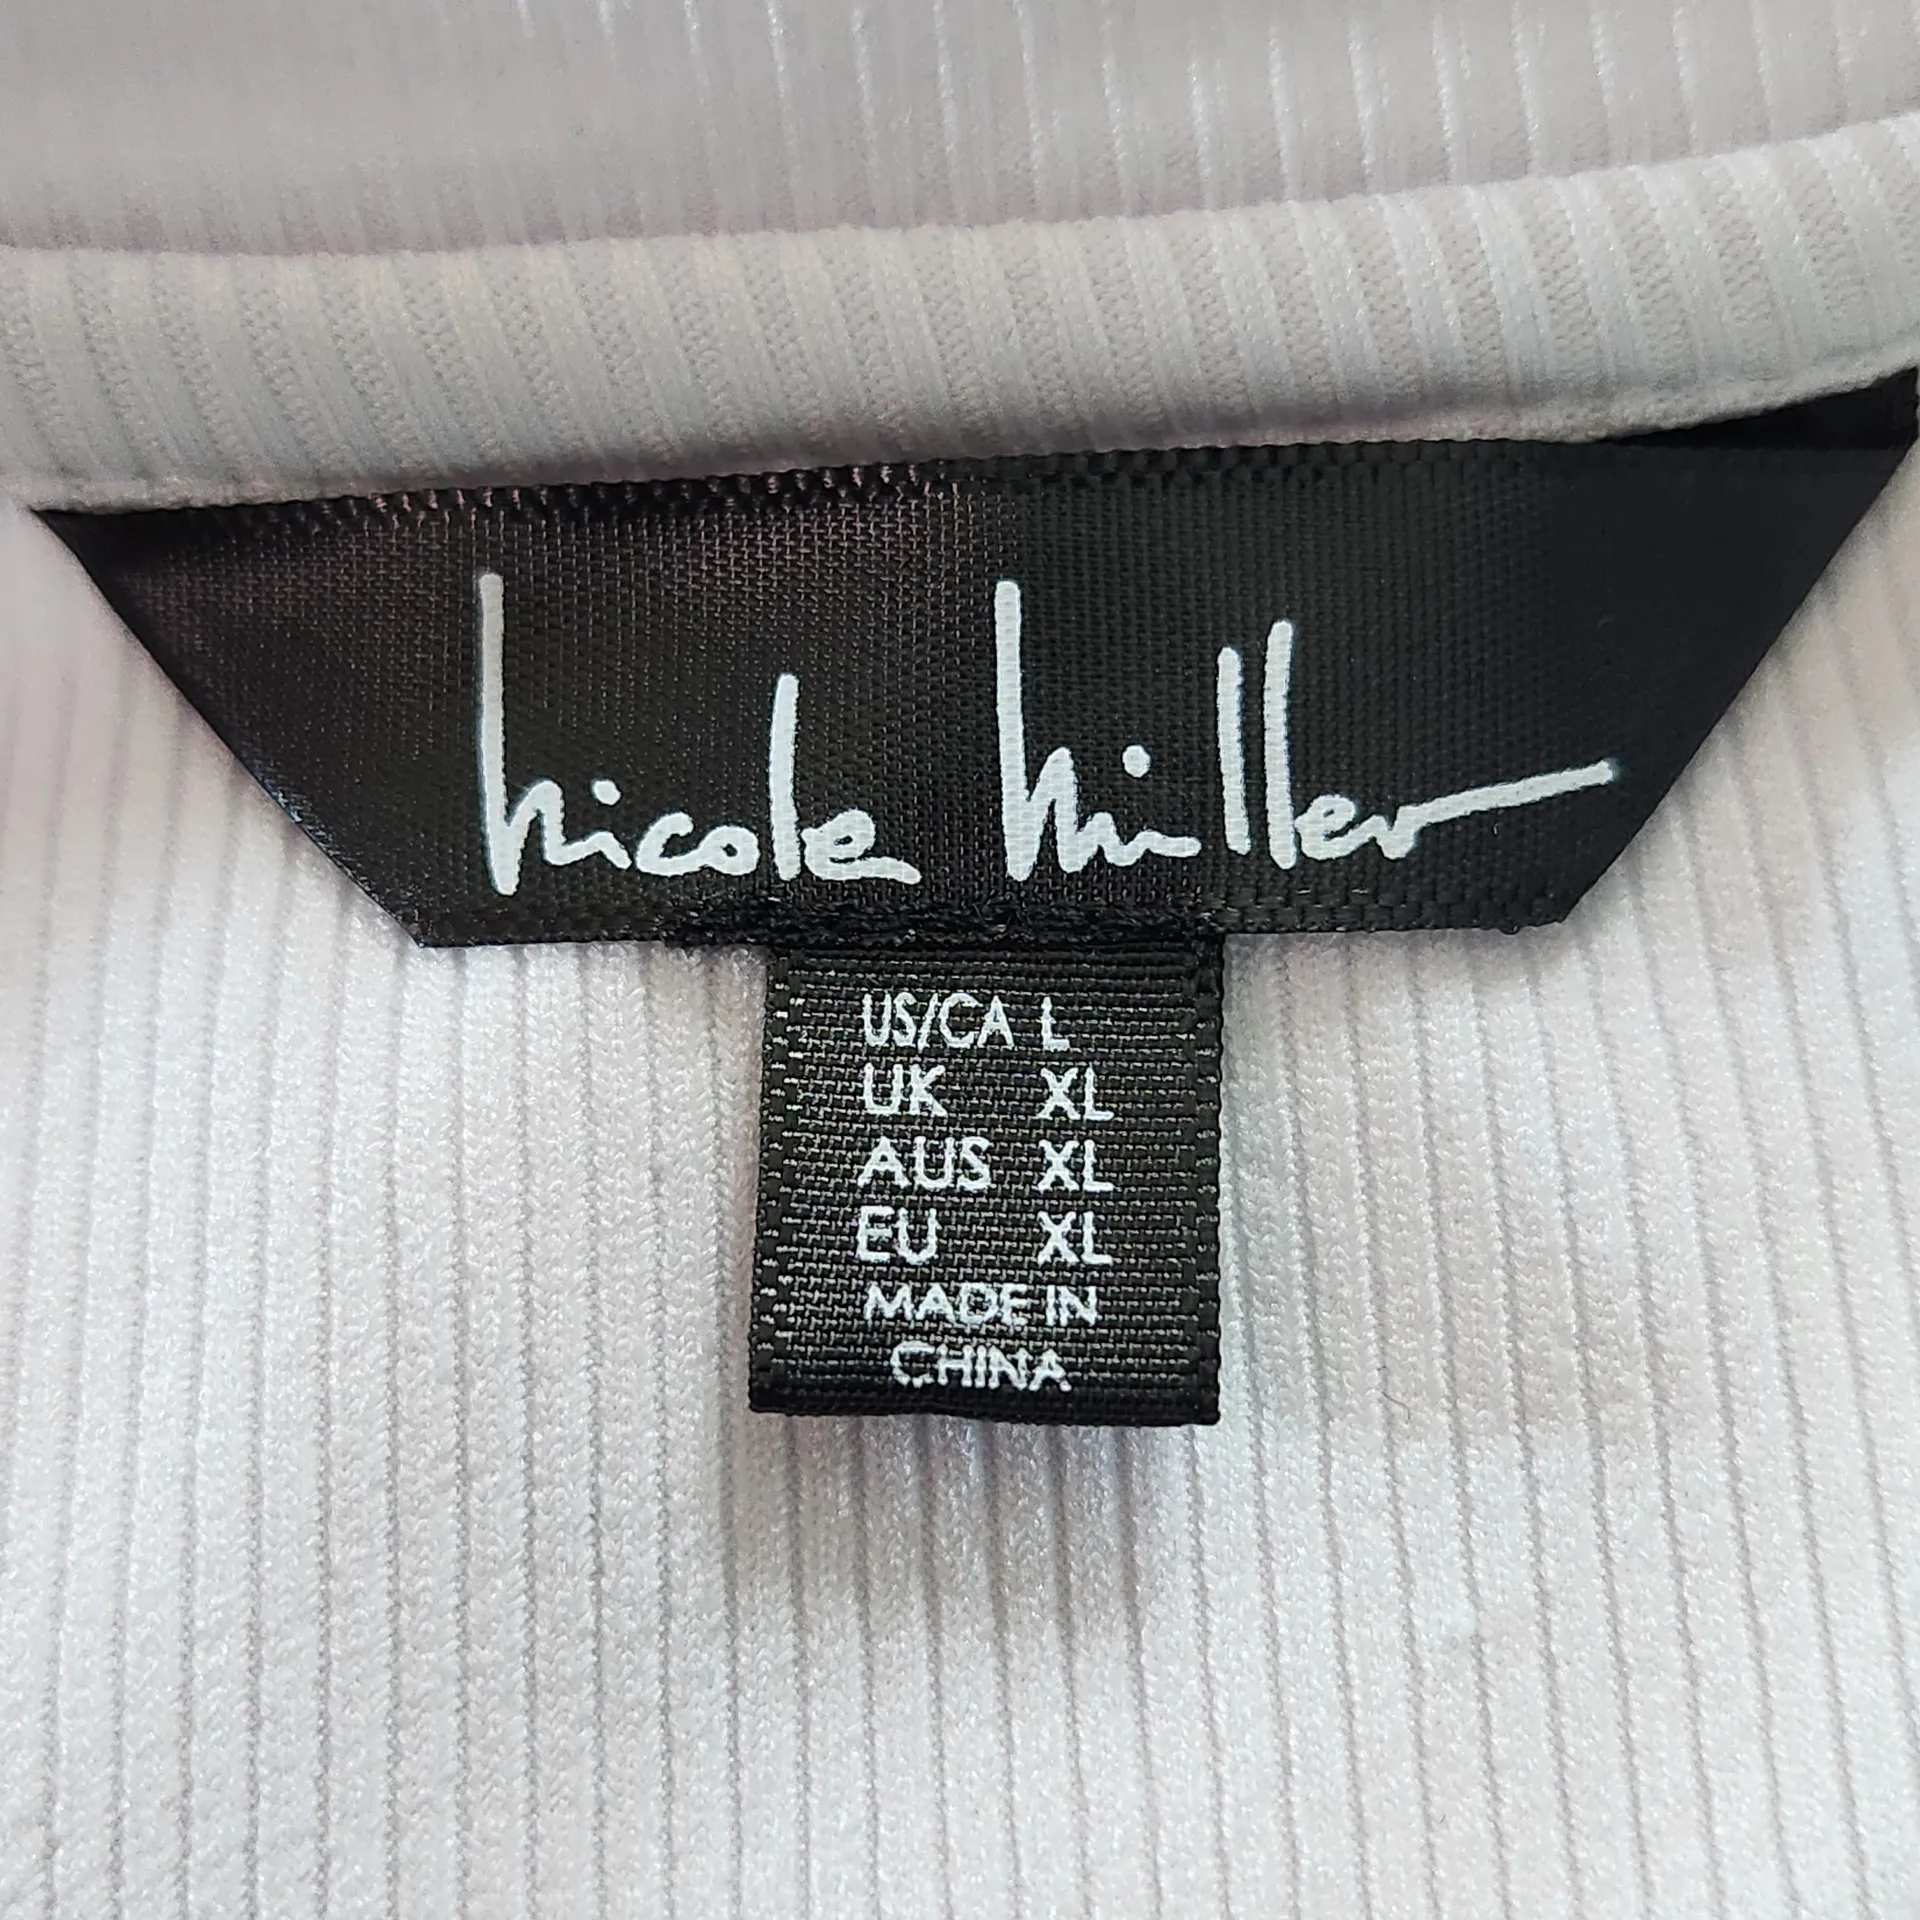 nicole miller
US/CA L
UK XL
AUS XL
EU XL
MADE IN
CHINA